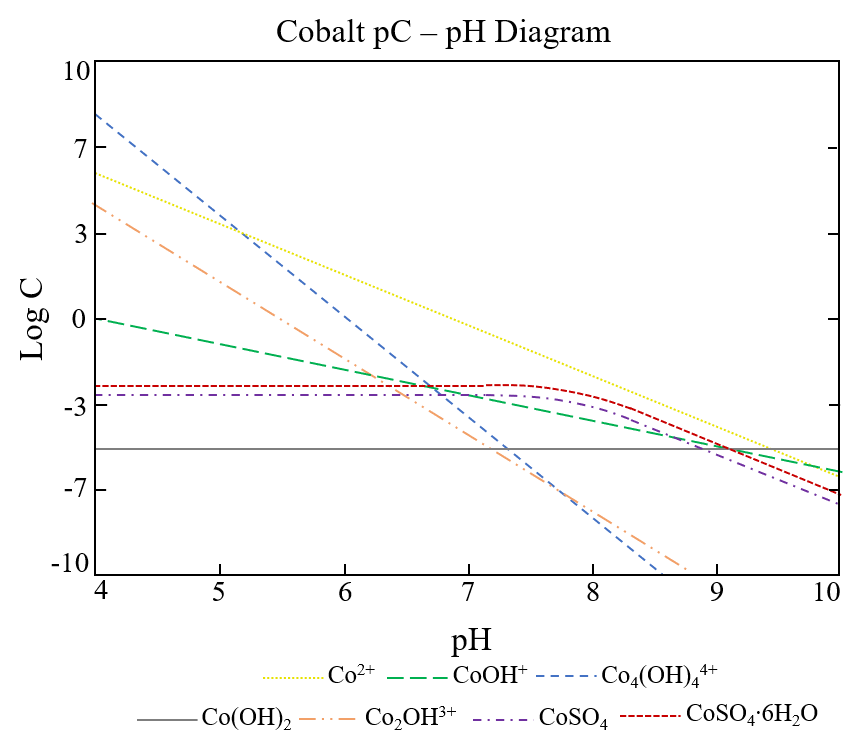 Cobalt pC – pH Diagram
10
7
3
0
-3
-7
-10
Log C
4 5 6 7 8 9 10
pH
Co²⁺ CoOH⁺ Co₄(OH)₄⁴⁺
Co(OH)₂ Co₂OH³⁺ CoSO₄ CoSO₄·6H₂O